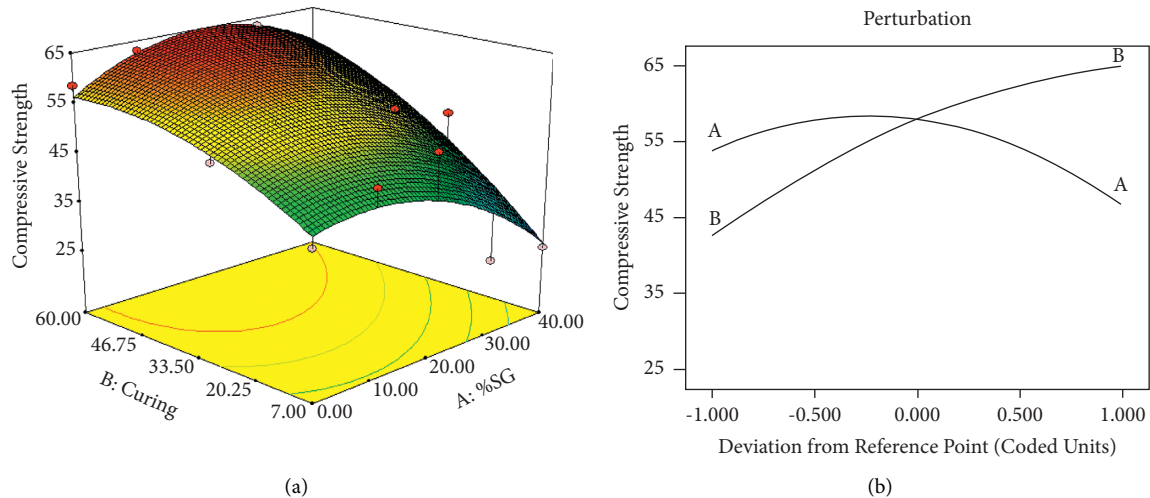 65
55
45
35
25
Compressive Strength
60.00
46.75
33.50
20.25
7.00
B: Curing
0.00
10.00
20.00
30.00
40.00
A: %SG
(a)
Perturbation
65
55
45
35
25
Compressive Strength
A
B
B
A
-1.000 -0.500 0.000 0.500 1.000
Deviation from Reference Point (Coded Units)
(b)